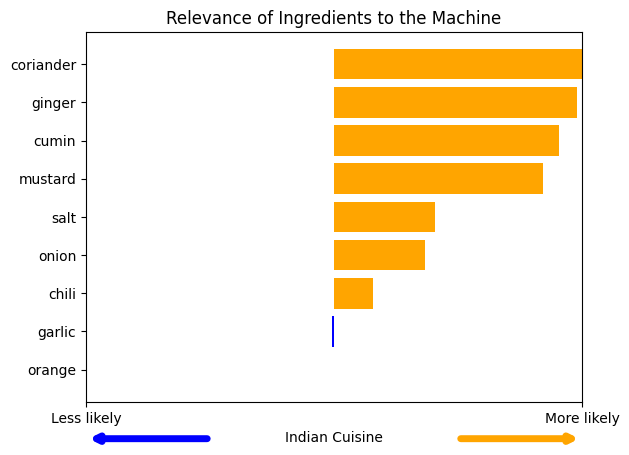 Relevance of Ingredients to the Machine
coriander
ginger
cumin
mustard
salt
onion
chili
garlic
orange
Less likely
More likely
Indian Cuisine